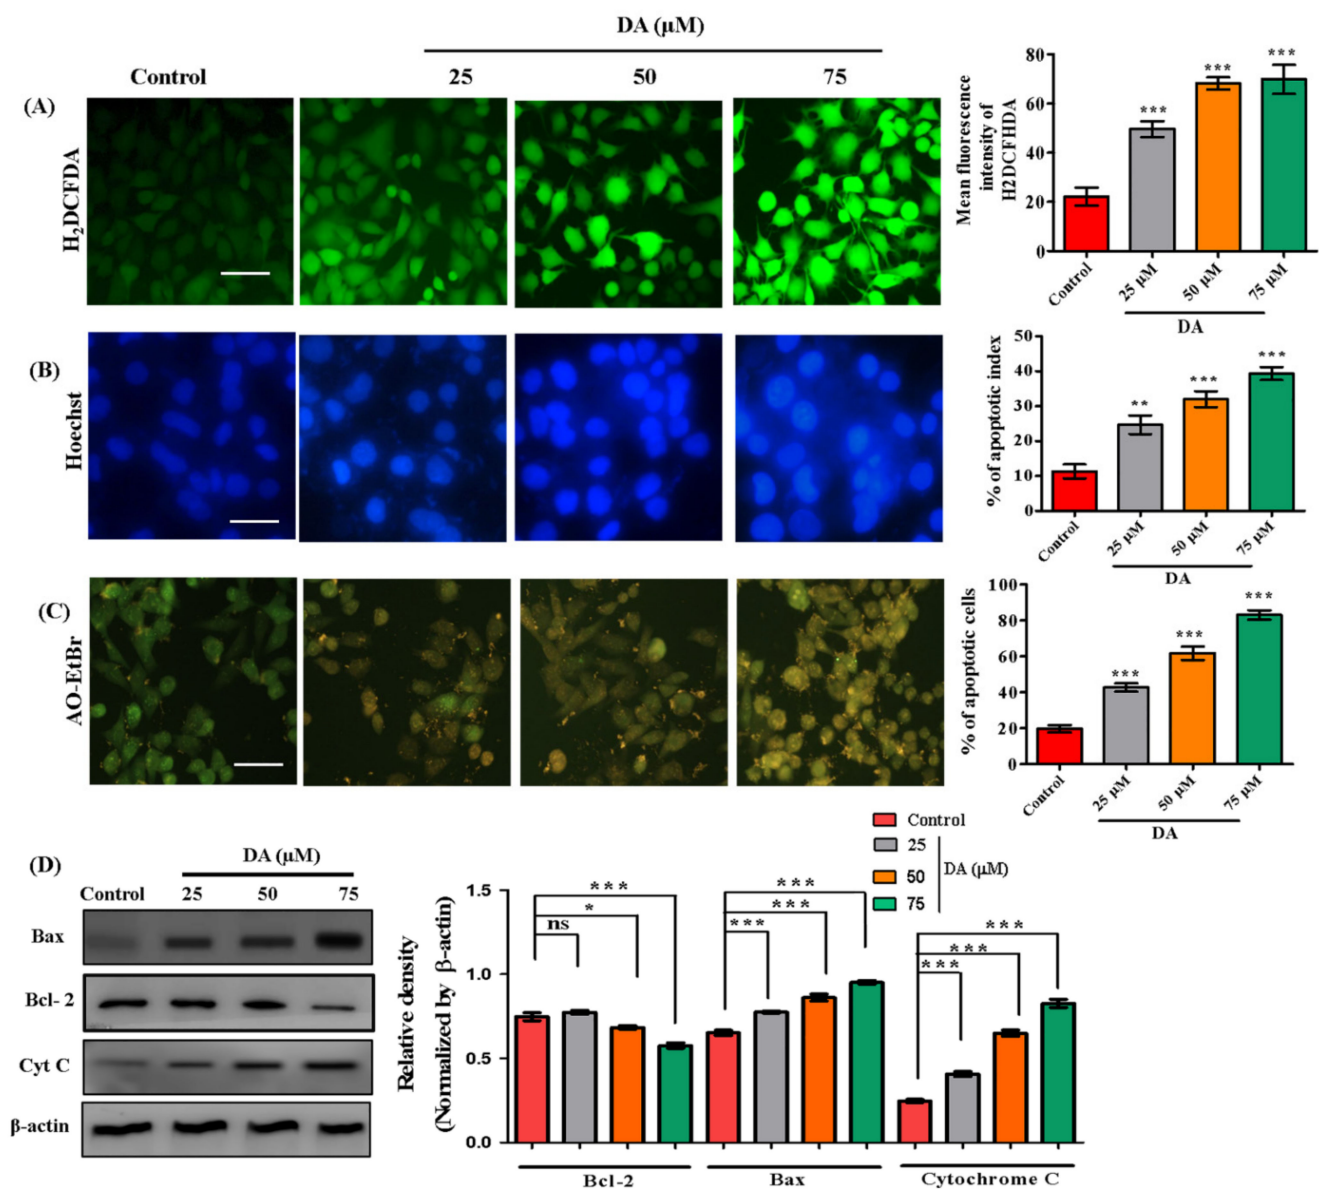 DA (µM)
Control
25
50
75
(A)
H2DCFDA
Mean fluorescence
intensity of
H2DCFHDA
80
60
40
20
0
***
***
***
Control
25 µM
50 µM
75 µM
DA
(B)
Hoechst
% of apoptotic index
50
40
30
20
10
0
**
***
***
Control
25 µM
50 µM
75 µM
DA
(C)
AO-EtBr
% of apoptotic cells
100
80
60
40
20
0
***
***
***
Control
25 µM
50 µM
75 µM
DA
(D)
DA (µM)
Control
25
50
75
Bax
Bcl- 2
Cyt C
β-actin
Control
25
50
75
DA (µM)
Relative density
(Normalized by β-actin)
1.5
1.0
0.5
0.0
***
*
ns
***
***
***
***
***
***
Bcl-2
Bax
Cytochrome C